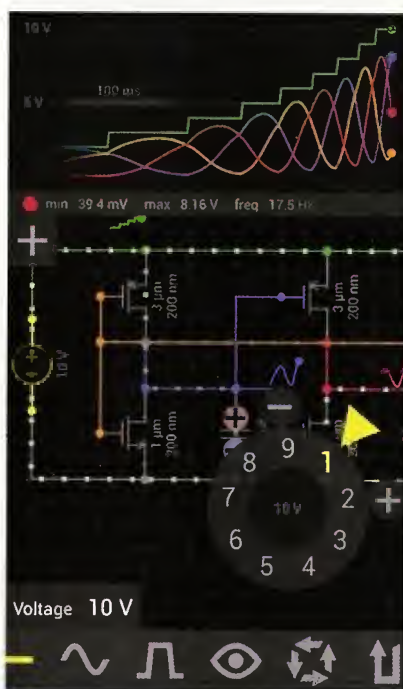 10 V
5 V
100 ms
min 39.4 mV max 8.16 V freq 17.5 Hz
3 µm
200 nm
3 µm
200 nm
10 V
1 µm
200 nm
9
8
1
7
2
6
3
5
4
10 V
Voltage 10 V